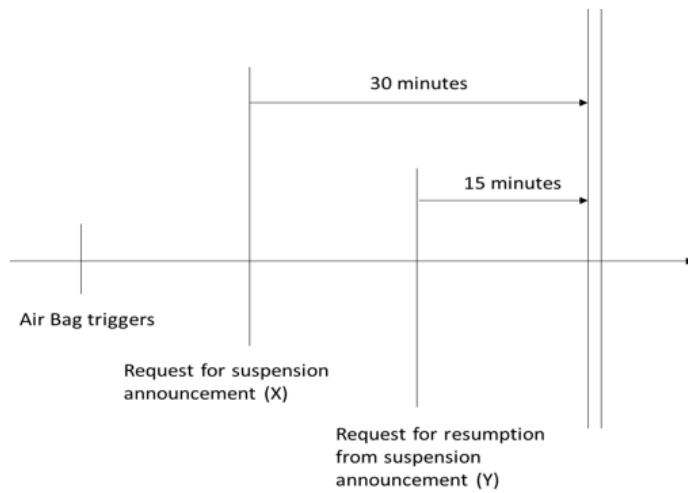 30 minutes
15 minutes
Air Bag triggers
Request for suspension
announcement (X)
Request for resumption
from suspension
announcement (Y)